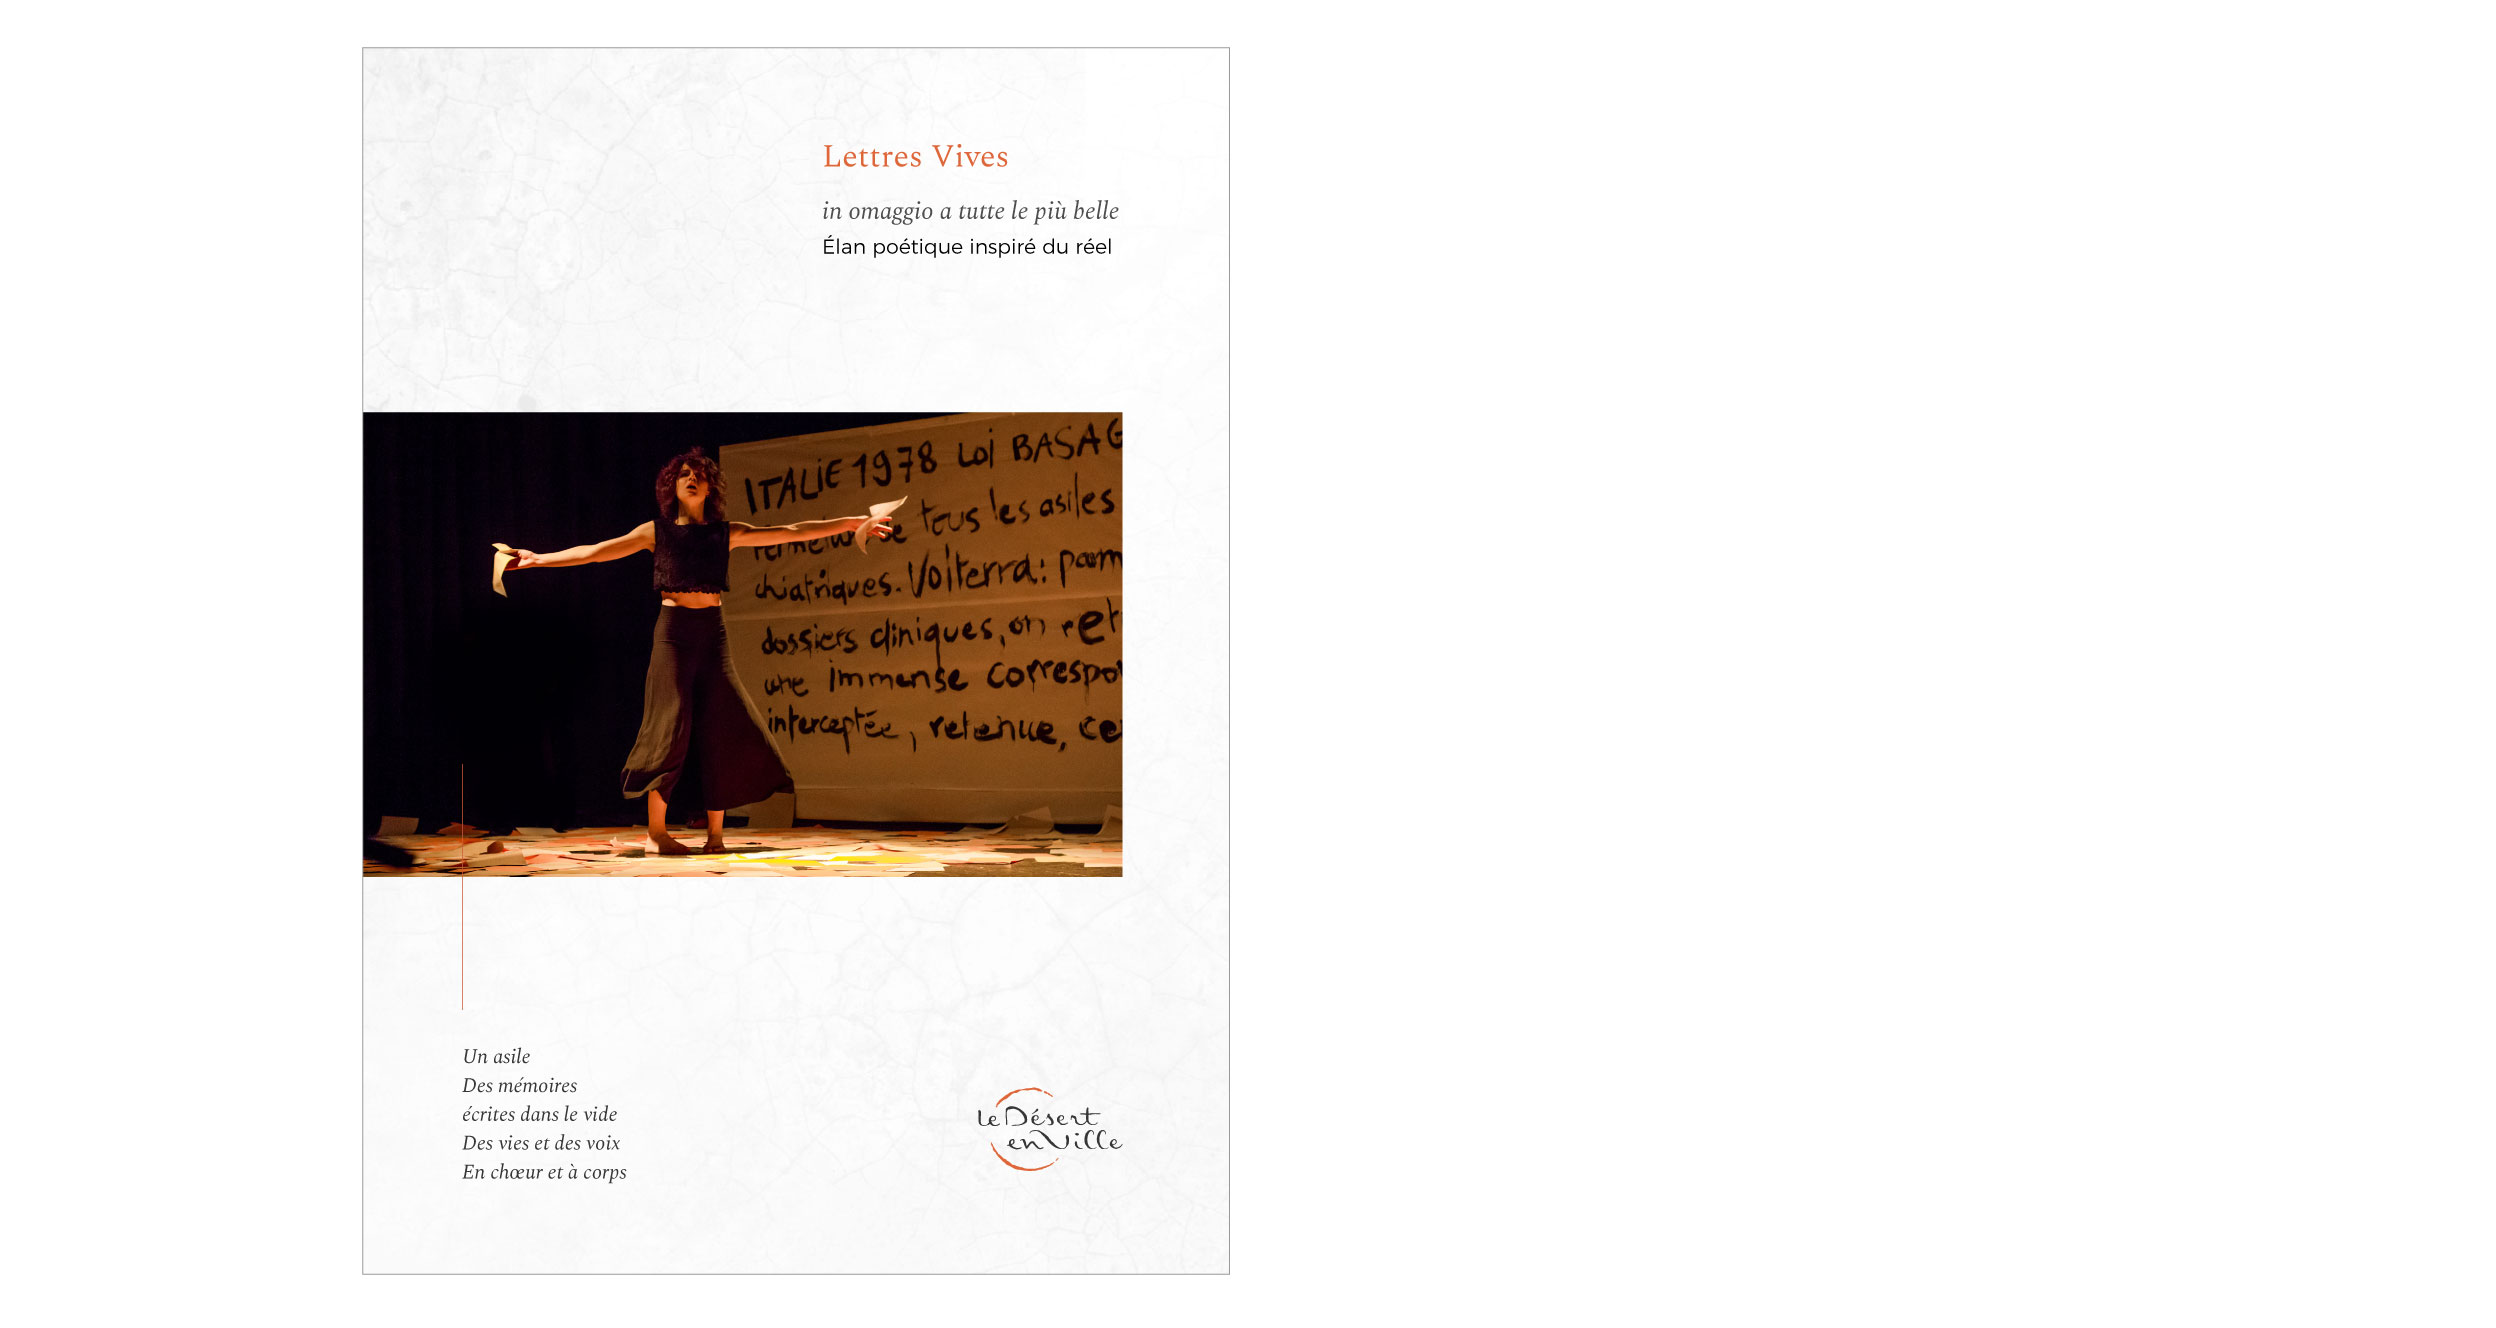 Lettres Vives
in omaggio a tutte le più belle
Élan poétique inspiré du réel
ITALIE 1978 Loi BASAG
tous les asiles
chiatriques. Volterra: parm
dossiers cliniques, on ret
une immense correspo
interceptée, retenue, ce
Un asile
Des mémoires
écrites dans le vide
Des vies et des voix
En chœur et à corps
Le Désert
en Ville